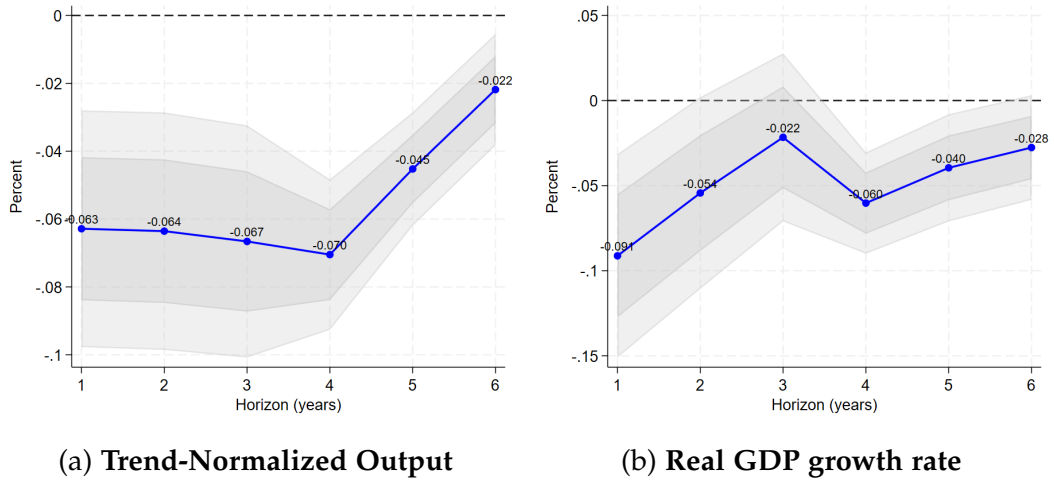 0
-.02
-.04
-.06
-.08
-.1
Percent
-0.063
-0.064
-0.067
-0.070
-0.045
-0.022
1 2 3 4 5 6
Horizon (years)
(a) Trend-Normalized Output
.05
0
-.05
-.1
-.15
Percent
-0.091
-0.054
-0.022
-0.060
-0.040
-0.028
1 2 3 4 5 6
Horizon (years)
(b) Real GDP growth rate